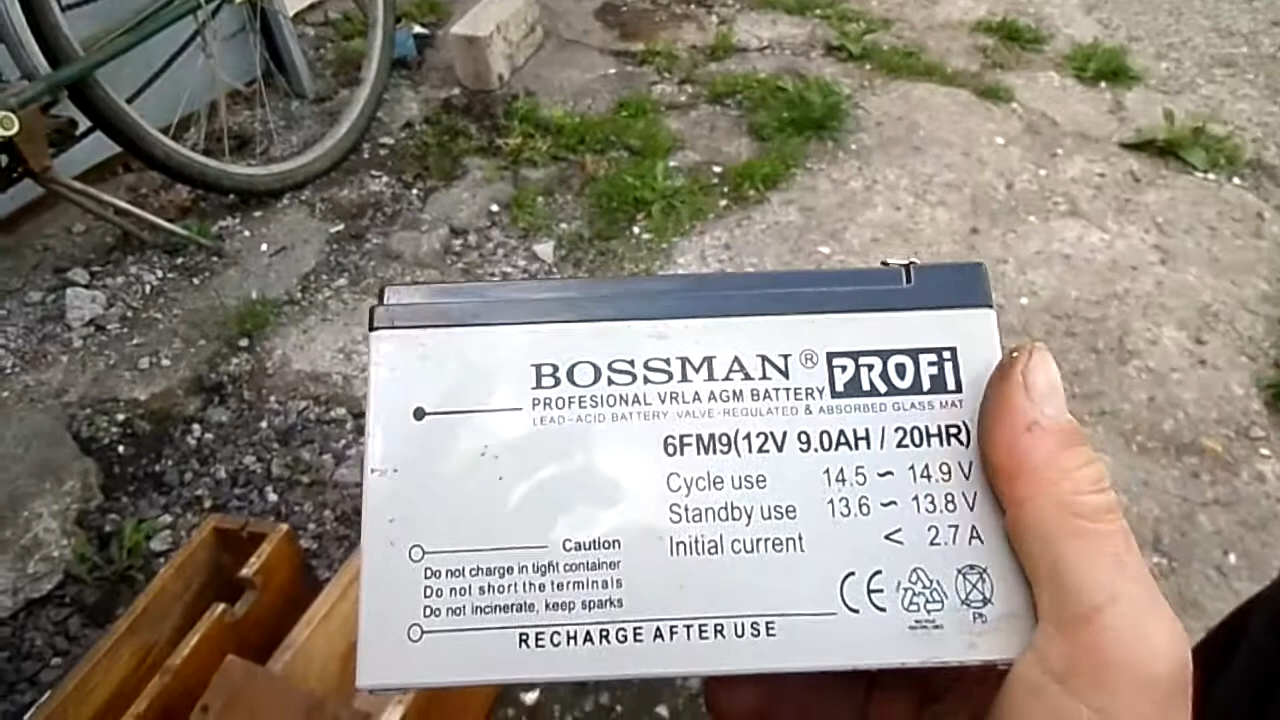 BOSSMAN ® PROFi
PROFESIONAL VRLA AGM BATTERY
LEAD-ACID BATTERY VALVE-REGULATED & ABSORBED GLASS MAT
6FM9(12V 9.0AH / 20HR)
Cycle use 14.5 ~ 14.9 V
Standby use 13.6 ~ 13.8 V
Initial current < 2.7 A
Caution
Do not charge in tight container
Do not short the terminals
Do not incinerate, keep sparks
RECHARGE AFTER USE
CE
Pb